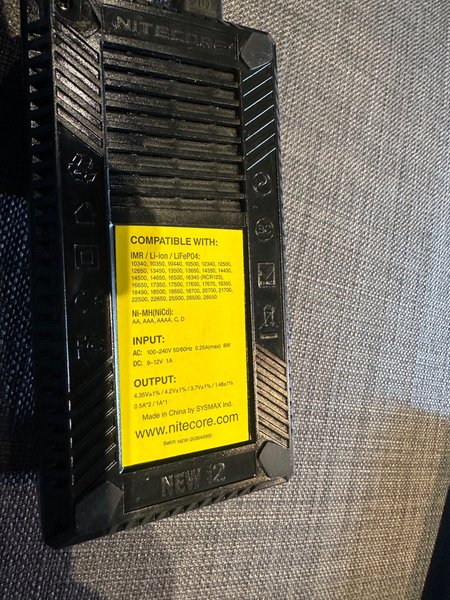 NITECORE
COMPATIBLE WITH:
IMR / Li-ion / LiFePO4:
10340, 10350, 10440, 10500, 12340, 12500,
12650, 13450, 13500, 13650, 14350, 14430,
14500, 14650, 16500, 16340 (RCR123),
16650, 17350, 17500, 17650, 17670, 18350,
18490, 18500, 18650, 18700, 20700, 21700,
22500, 22650, 25500, 26500, 26650
Ni-MH(NiCd):
AA, AAA, AAAA, C, D
INPUT:
AC: 100-240V 50/60Hz 0.25A(max) 8W
DC: 9-12V 1A
OUTPUT:
4.35V±1% / 4.2V±1% / 3.7V±1% / 1.48±1%
0.5A*2 / 1A*1
Made in China by SYSMAX Ind.
www.nitecore.com
Batch: NEW
NEW i2